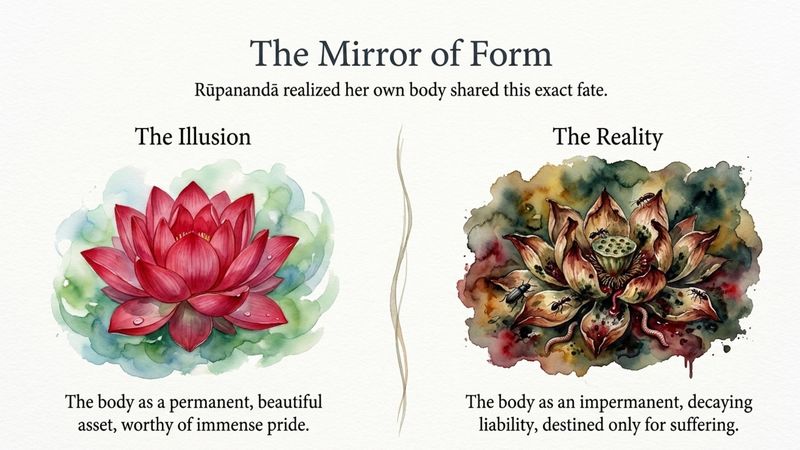 The Mirror of Form
Rūpanandā realized her own body shared this exact fate.
The Illusion
The body as a permanent, beautiful
asset, worthy of immense pride.
The Reality
The body as an impermanent, decaying
liability, destined only for suffering.